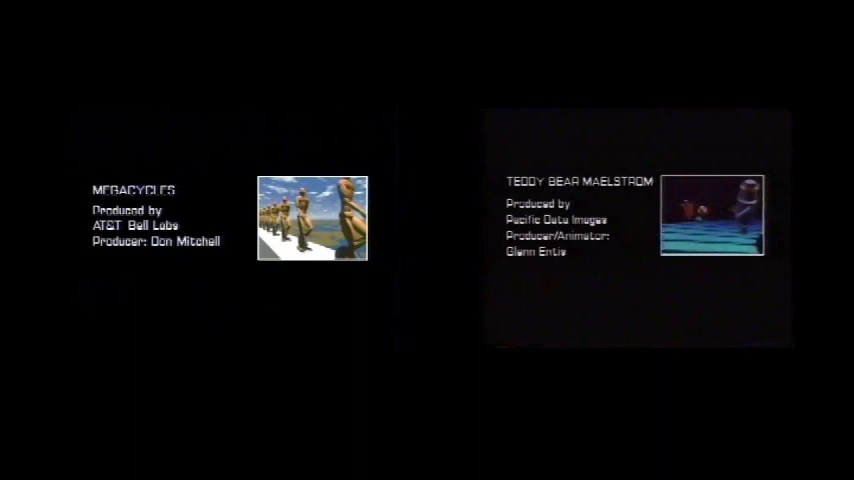 MEGACYCLES
Produced by
AT&T Bell Labs
Producer: Don Mitchell
TEDDY BEAR MAELSTROM
Produced by
Pacific Data Images
Producer/Animator:
Glenn Entis